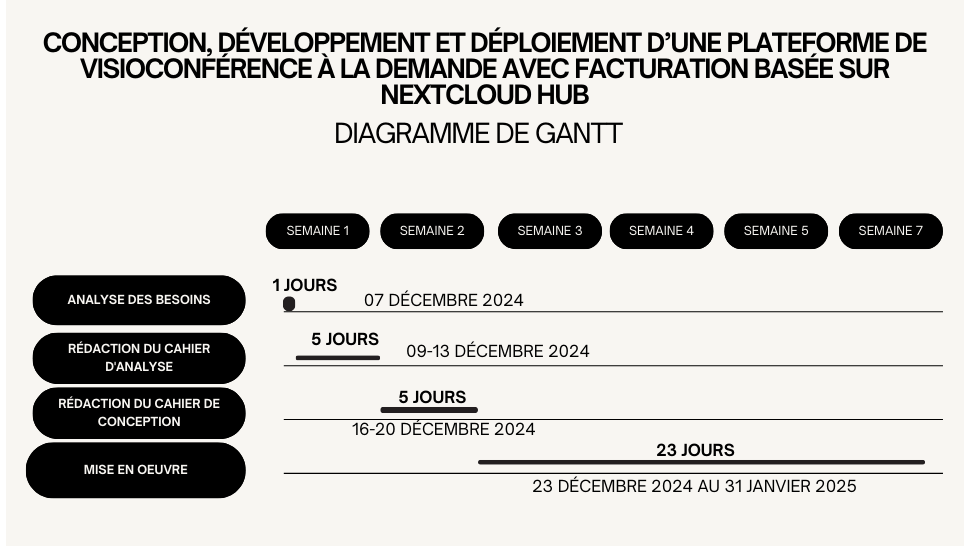 CONCEPTION, DÉVELOPPEMENT ET DÉPLOIEMENT D’UNE PLATEFORME DE
VISIOCONFÉRENCE À LA DEMANDE AVEC FACTURATION BASÉE SUR
NEXTCLOUD HUB
DIAGRAMME DE GANTT
SEMAINE 1
SEMAINE 2
SEMAINE 3
SEMAINE 4
SEMAINE 5
SEMAINE 7
ANALYSE DES BESOINS
1 JOURS
07 DÉCEMBRE 2024
RÉDACTION DU CAHIER
D'ANALYSE
5 JOURS
09-13 DÉCEMBRE 2024
RÉDACTION DU CAHIER DE
CONCEPTION
5 JOURS
16-20 DÉCEMBRE 2024
MISE EN OEUVRE
23 JOURS
23 DÉCEMBRE 2024 AU 31 JANVIER 2025